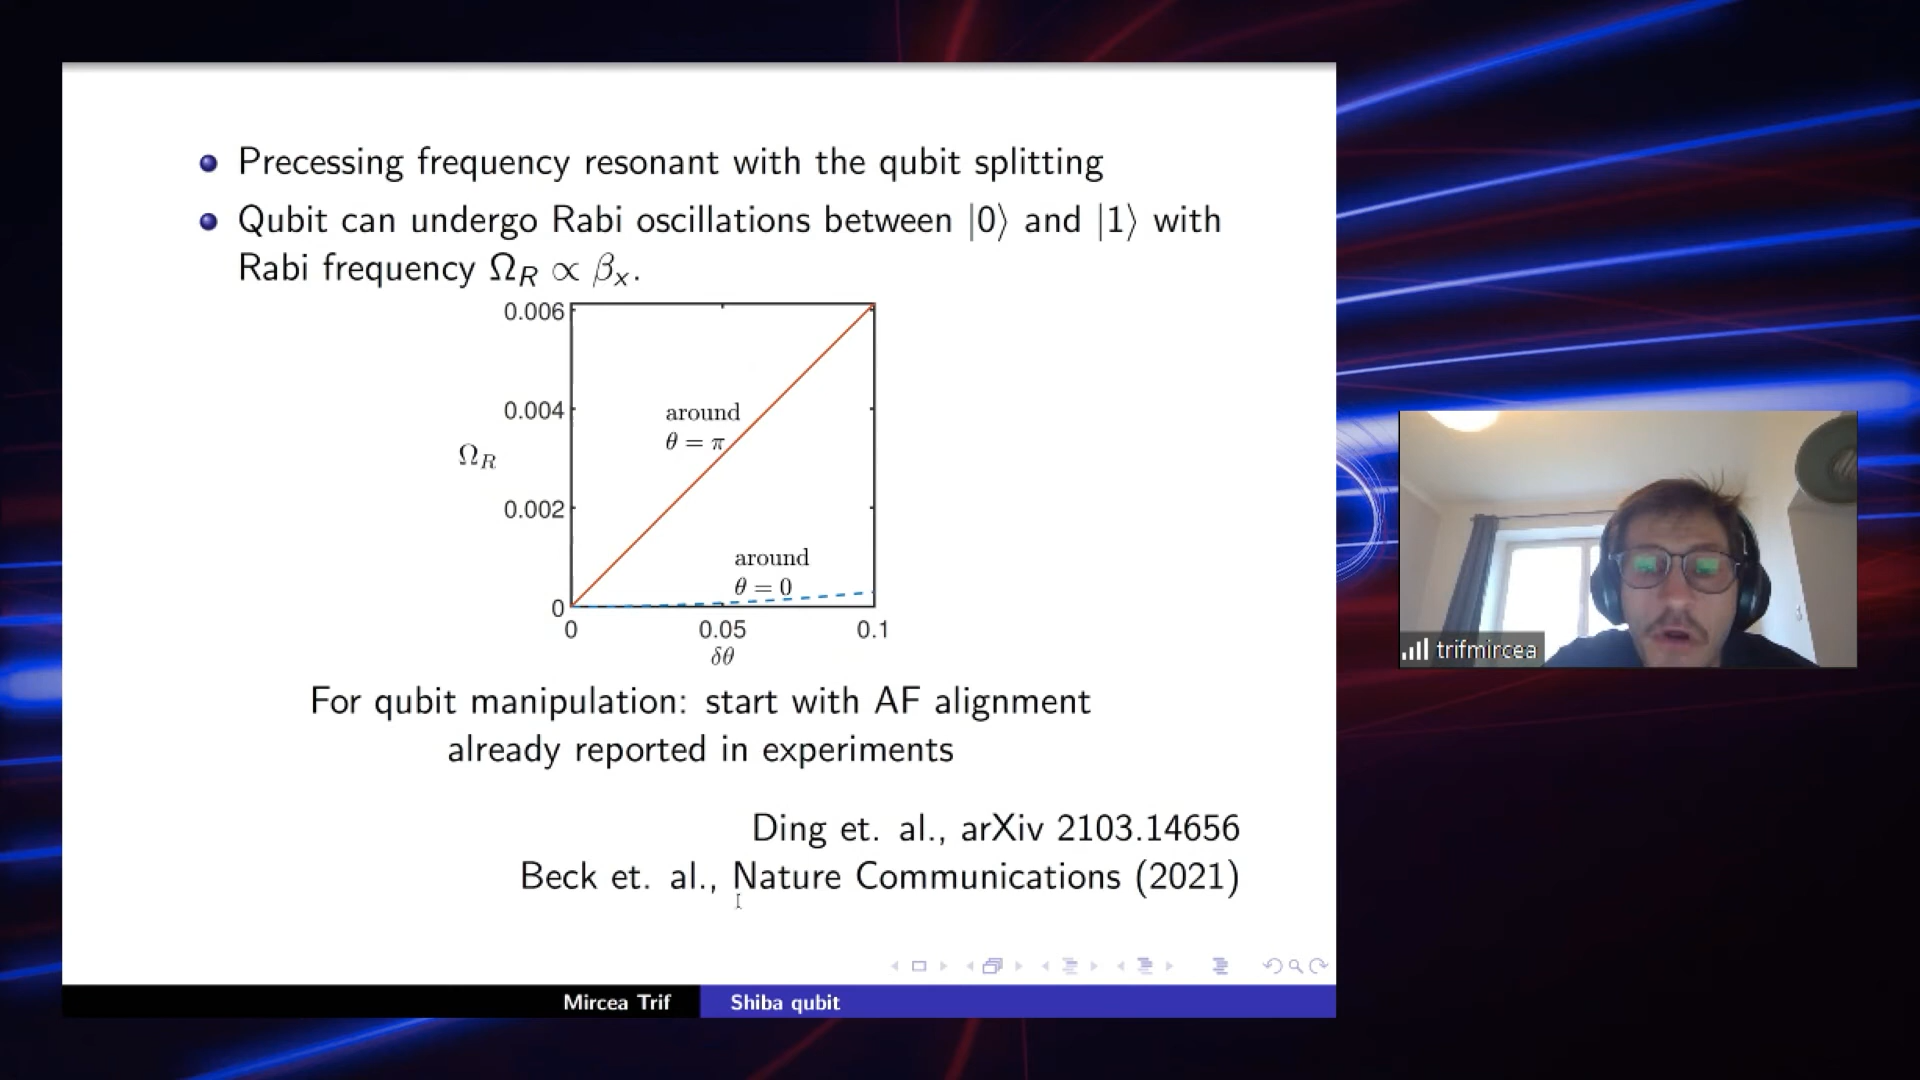 Precessing frequency resonant with the qubit splitting
Qubit can undergo Rabi oscillations between |0⟩ and |1⟩ with
Rabi frequency Ω_R ∝ β_x.
0.006
around
θ = π
0.004
Ω_R
0.002
around
θ = 0
0
0 0.05 0.1
δθ
For qubit manipulation: start with AF alignment
already reported in experiments
Ding et. al., arXiv 2103.14656
Beck et. al., Nature Communications (2021)
Mircea Trif Shiba qubit
trifmircea